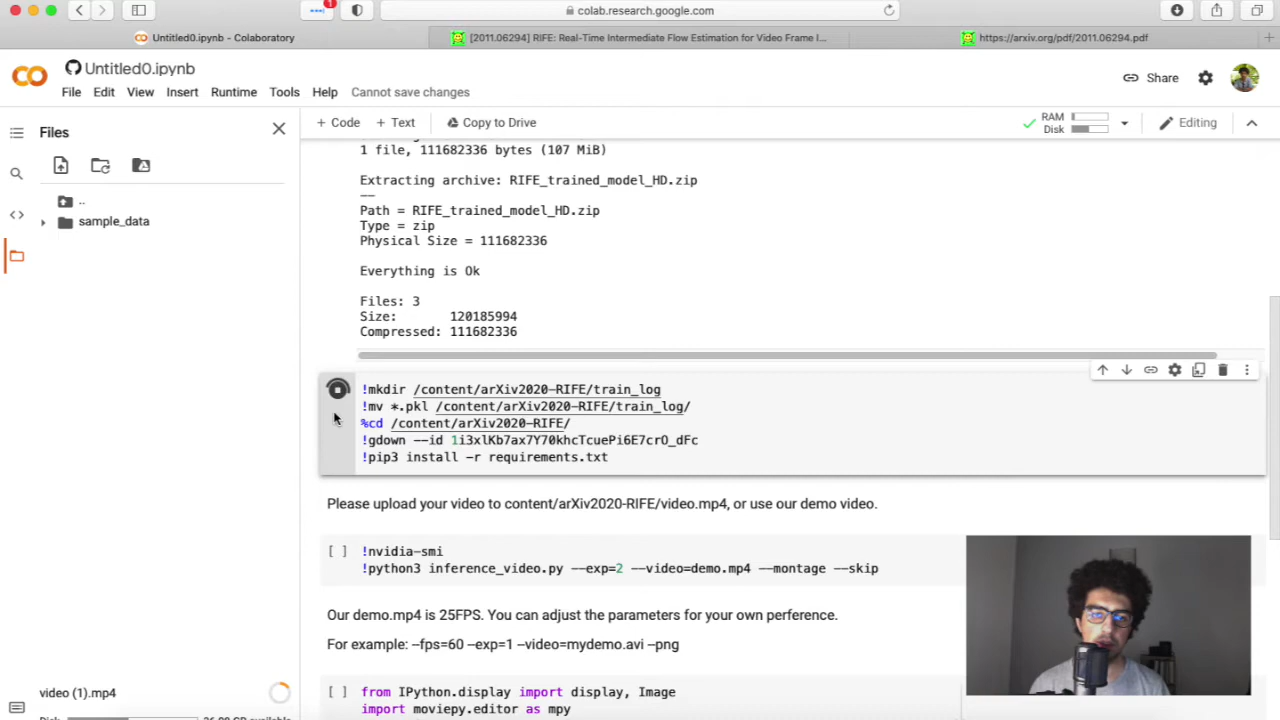 1
colab.research.google.com
Untitled0.ipynb - Colaboratory
[2011.06294] RIFE: Real-Time Intermediate Flow Estimation for Video Frame I...
https://arxiv.org/pdf/2011.06294.pdf
Untitled0.ipynb
File Edit View Insert Runtime Tools Help Cannot save changes
Share
Files
+ Code + Text Copy to Drive
RAM
Disk
Editing
..
sample_data
1 file, 111682336 bytes (107 MiB)
Extracting archive: RIFE_trained_model_HD.zip
--
Path = RIFE_trained_model_HD.zip
Type = zip
Physical Size = 111682336
Everything is Ok
Files: 3
Size: 120185994
Compressed: 111682336
!mkdir /content/arXiv2020-RIFE/train_log
!mv *.pkl /content/arXiv2020-RIFE/train_log/
%cd /content/arXiv2020-RIFE/
!gdown --id 1i3xlKb7ax7Y70khcTcuePi6E7crO_dFc
!pip3 install -r requirements.txt
Please upload your video to content/arXiv2020-RIFE/video.mp4, or use our demo video.
[ ] !nvidia-smi
!python3 inference_video.py --exp=2 --video=demo.mp4 --montage --skip
Our demo.mp4 is 25FPS. You can adjust the parameters for your own perference.
For example: --fps=60 --exp=1 --video=mydemo.avi --png
[ ] from IPython.display import display, Image
import moviepy.editor as mpy
video (1).mp4